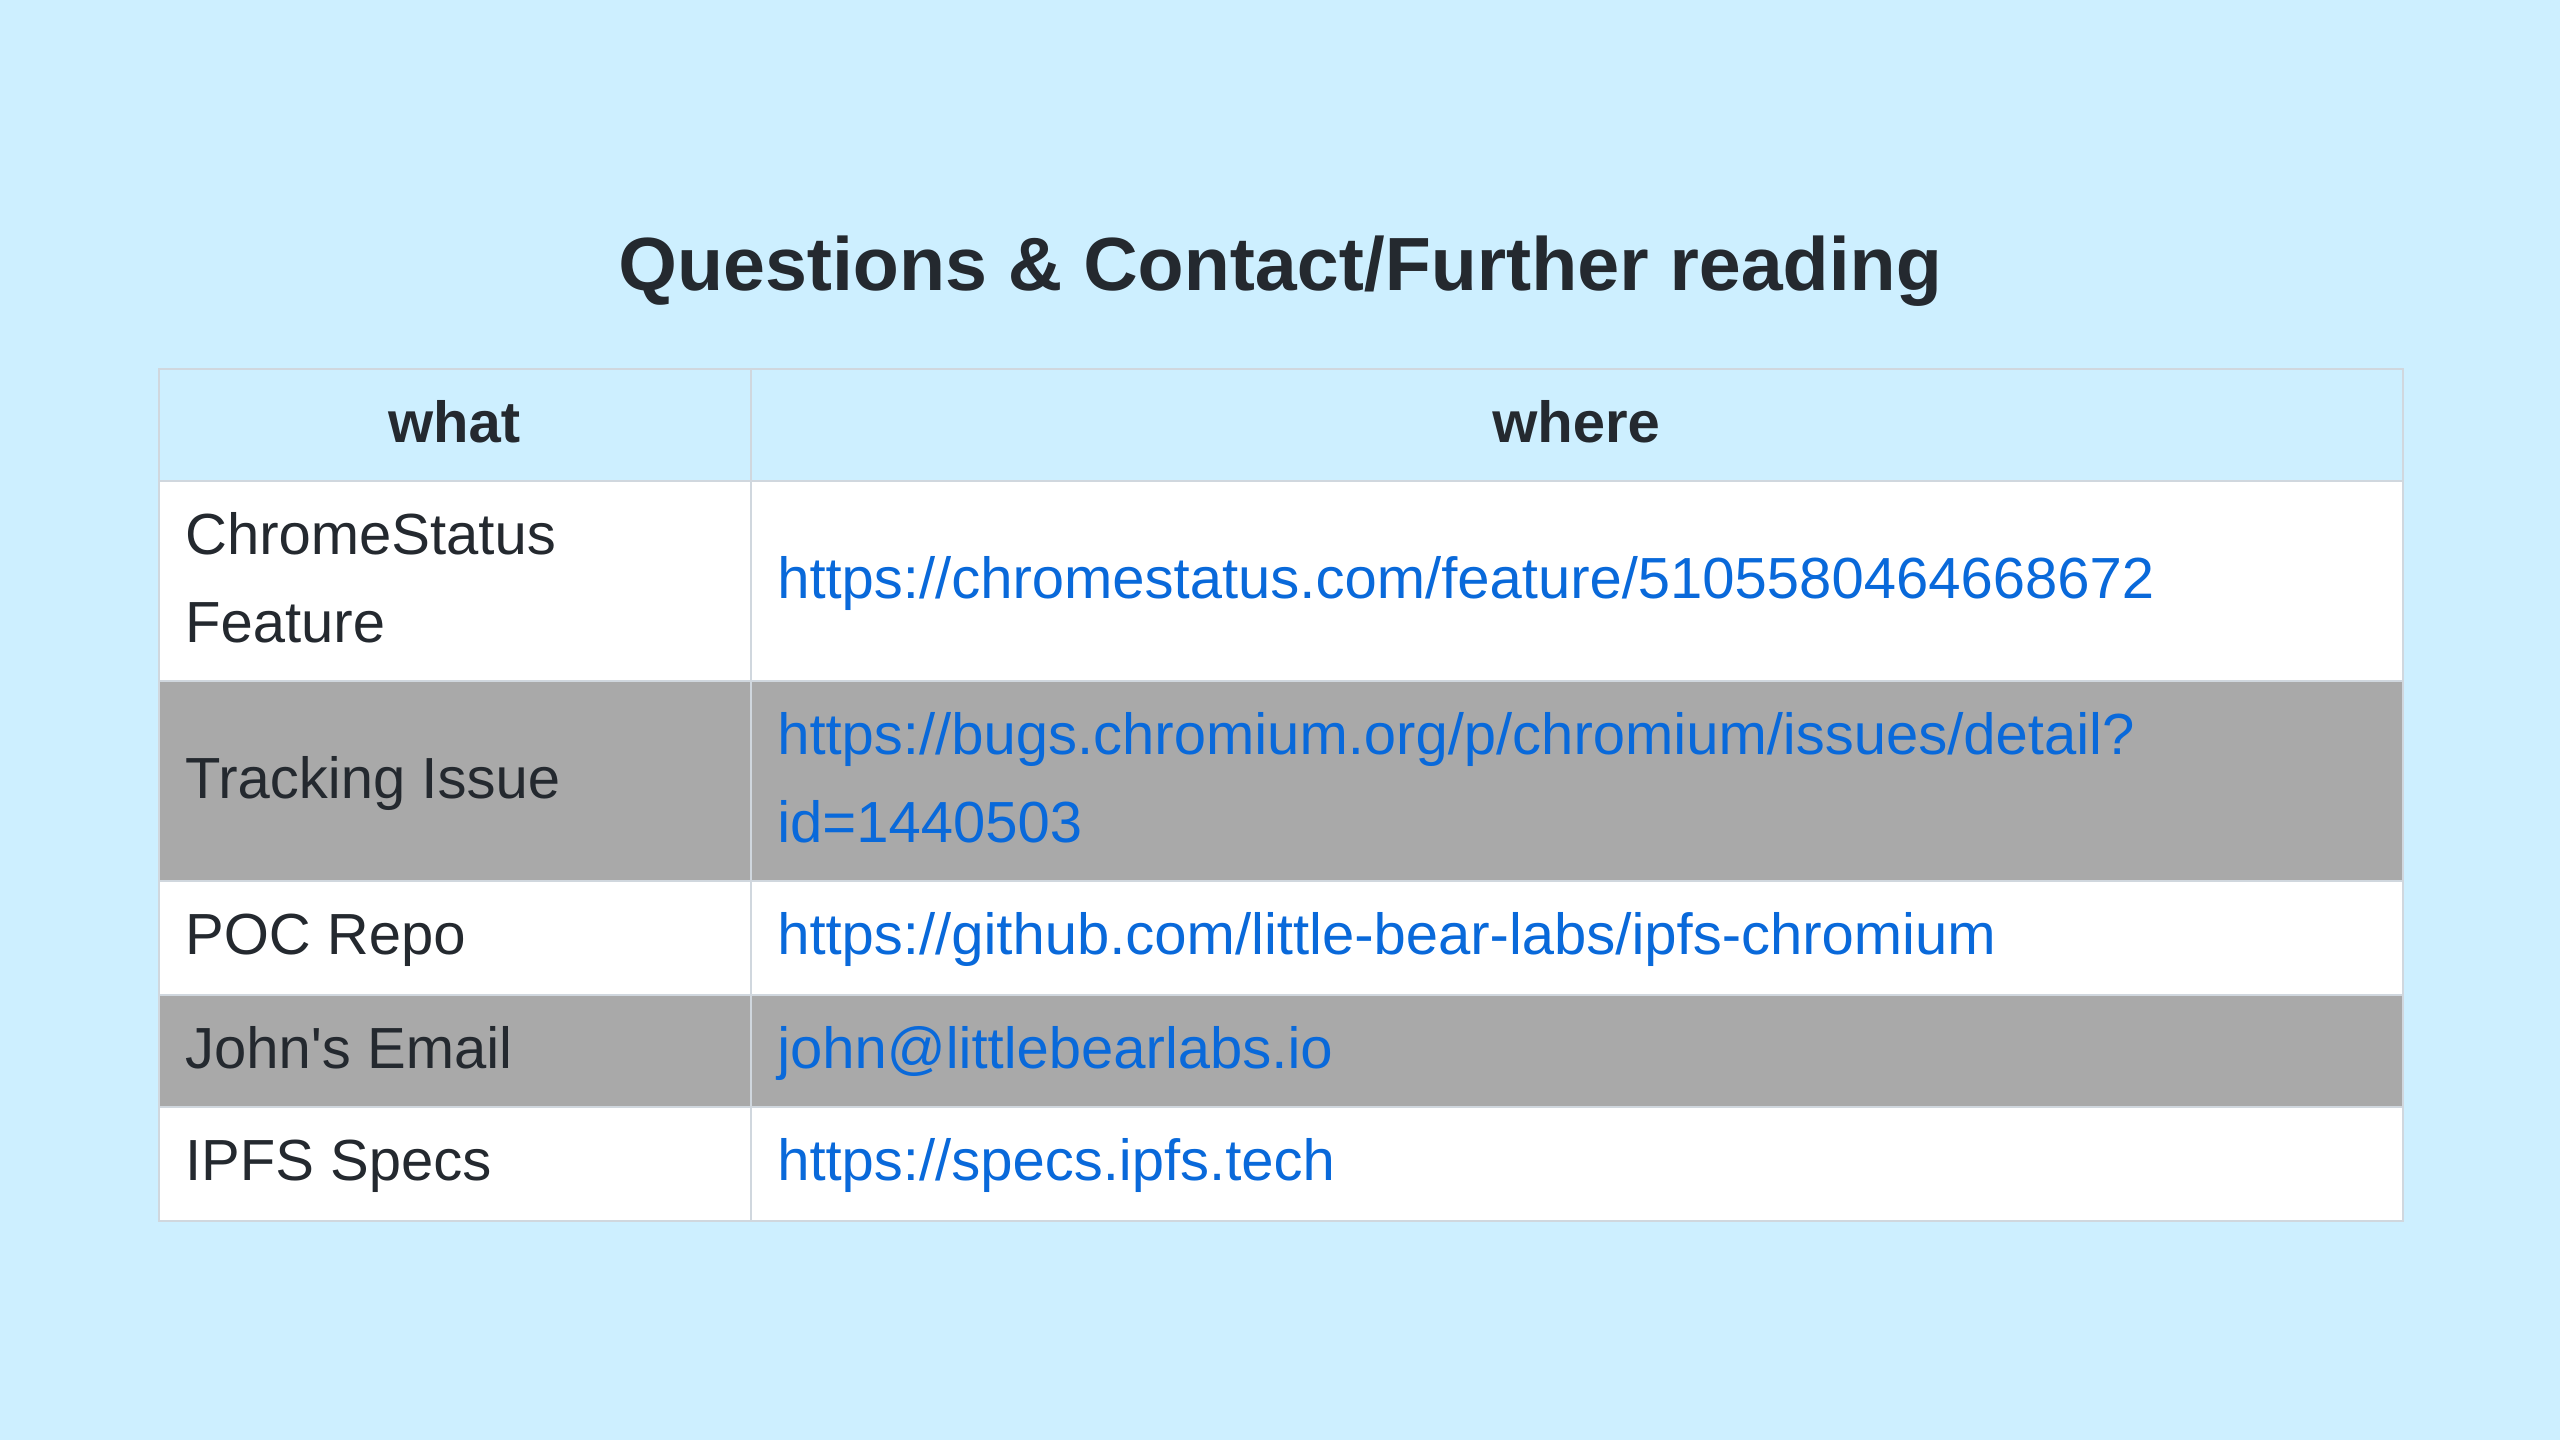 Questions & Contact/Further reading
what
where
ChromeStatus
Feature
https://chromestatus.com/feature/5105580464668672
Tracking Issue
https://bugs.chromium.org/p/chromium/issues/detail?
id=1440503
POC Repo
https://github.com/little-bear-labs/ipfs-chromium
John's Email
john@littlebearlabs.io
IPFS Specs
https://specs.ipfs.tech